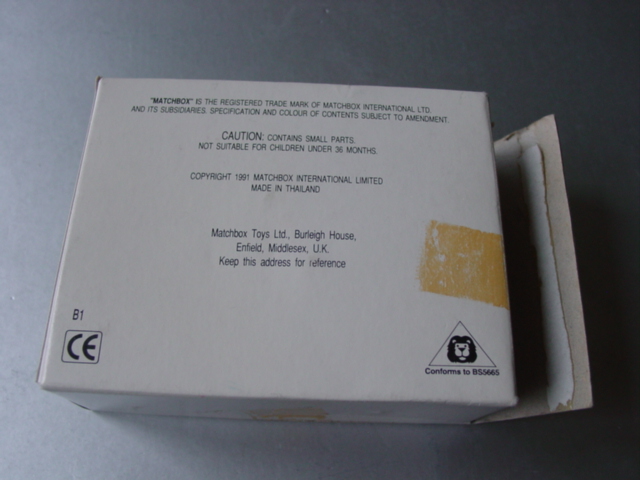 "MATCHBOX" IS THE REGISTERED TRADE MARK OF MATCHBOX INTERNATIONAL LTD.
AND ITS SUBSIDIARIES. SPECIFICATION AND COLOUR OF CONTENTS SUBJECT TO AMENDMENT.
CAUTION: CONTAINS SMALL PARTS.
NOT SUITABLE FOR CHILDREN UNDER 36 MONTHS.
COPYRIGHT 1991 MATCHBOX INTERNATIONAL LIMITED
MADE IN THAILAND
Matchbox Toys Ltd., Burleigh House,
Enfield, Middlesex, U.K.
Keep this address for reference
B1
CE
Conforms to BS5665